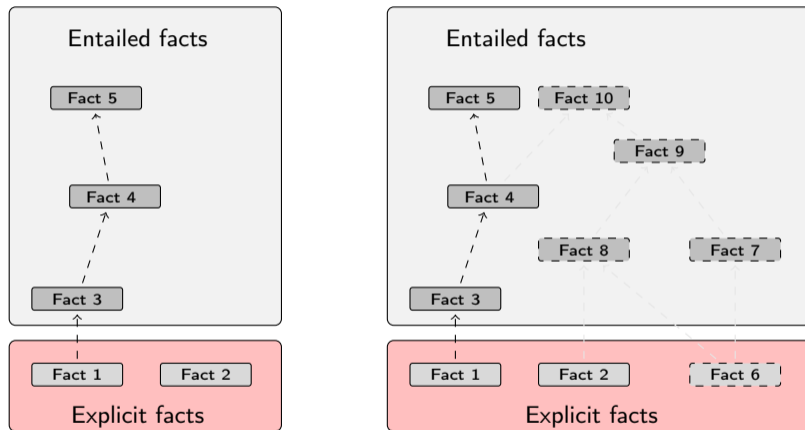 Entailed facts
Fact 5
Fact 4
Fact 3
Fact 1 Fact 2
Explicit facts
Entailed facts
Fact 5 Fact 10
Fact 9
Fact 4
Fact 8 Fact 7
Fact 3
Fact 1 Fact 2 Fact 6
Explicit facts